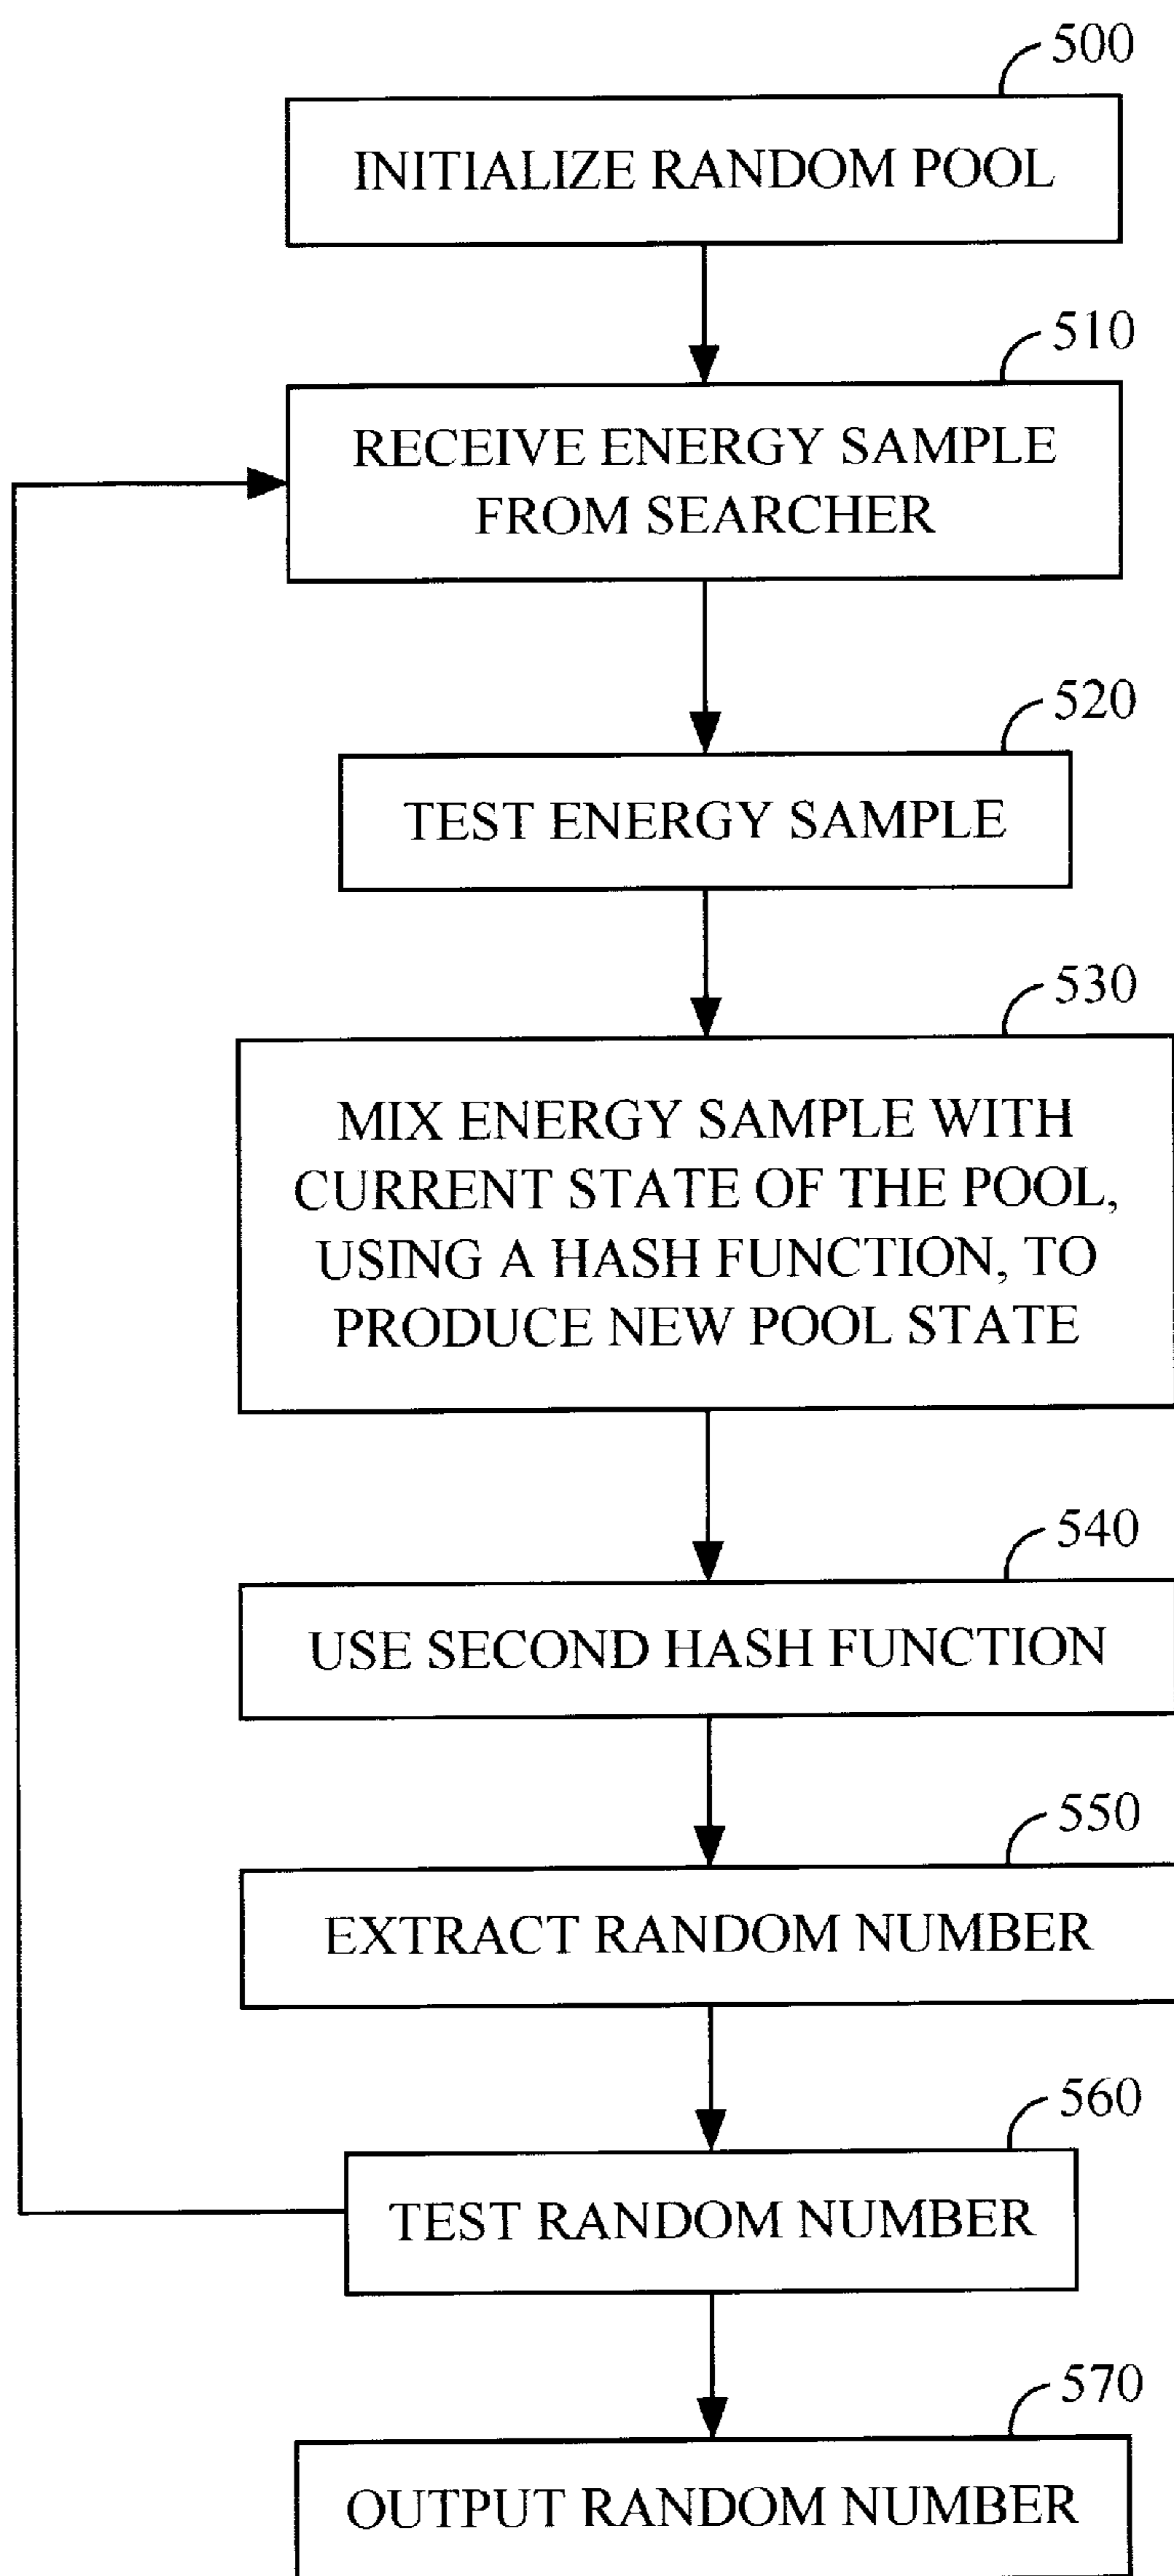 500
INITIALIZE RANDOM POOL
510
RECEIVE ENERGY SAMPLE
FROM SEARCHER
520
TEST ENERGY SAMPLE
530
MIX ENERGY SAMPLE WITH
CURRENT STATE OF THE POOL,
USING A HASH FUNCTION, TO
PRODUCE NEW POOL STATE
540
USE SECOND HASH FUNCTION
550
EXTRACT RANDOM NUMBER
560
TEST RANDOM NUMBER
570
OUTPUT RANDOM NUMBER